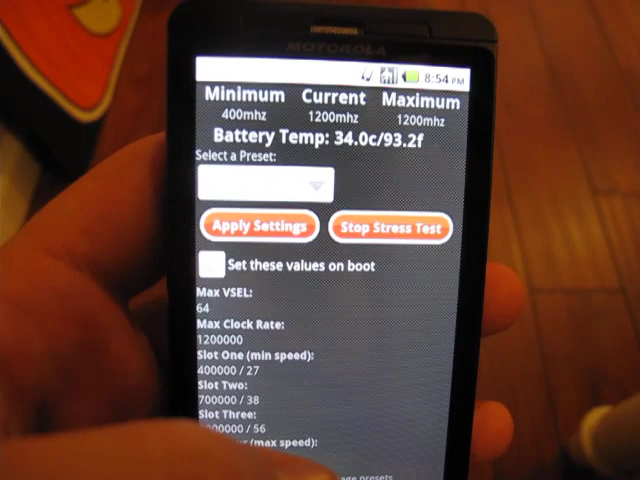 MOTOROLA
8:54 PM
Minimum Current Maximum
400mhz 1200mhz 1200mhz
Battery Temp: 34.0c/93.2f
Select a Preset:
Apply Settings Stop Stress Test
Set these values on boot
Max VSEL:
64
Max Clock Rate:
1200000
Slot One (min speed):
400000 / 27
Slot Two:
700000 / 38
Slot Three:
/ 56
(max speed):
presets